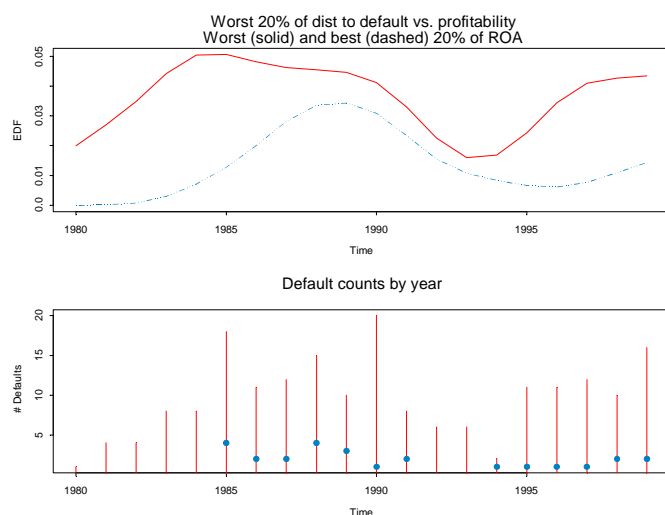 Worst 20% of dist to default vs. profitability
Worst (solid) and best (dashed) 20% of ROA
0.05
0.03
0.01
0.0
EDF
1980
1985
1990
1995
Time
Default counts by year
20
15
10
5
# Defaults
1980
1985
1990
1995
Time